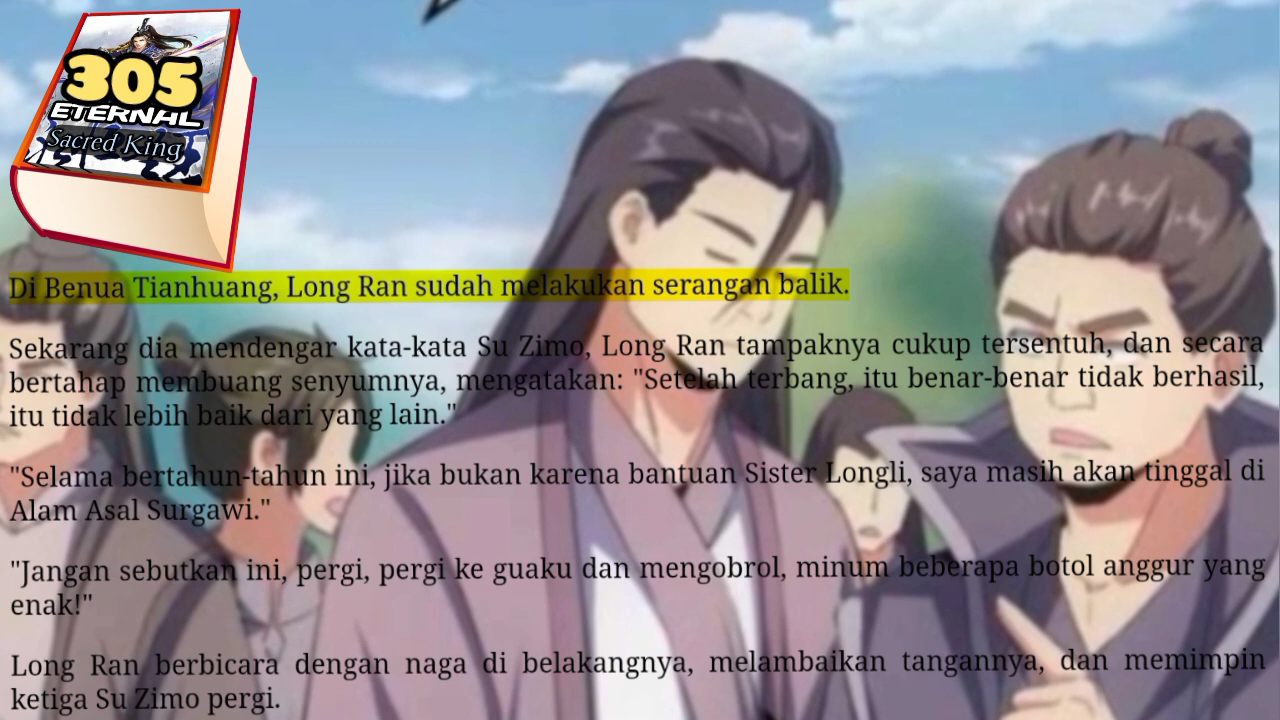 305
ETERNAL
Sacred King
Di Benua Tianhuang, Long Ran sudah melakukan serangan balik.
Sekarang dia mendengar kata-kata Su Zimo, Long Ran tampaknya cukup tersentuh, dan secara
bertahap membuang senyumnya, mengatakan: "Setelah terbang, itu benar-benar tidak berhasil,
itu tidak lebih baik dari yang lain."
"Selama bertahun-tahun ini, jika bukan karena bantuan Sister Longli, saya masih akan tinggal di
Alam Asal Surgawi."
"Jangan sebutkan ini, pergi, pergi ke guaku dan mengobrol, minum beberapa botol anggur yang
enak!"
Long Ran berbicara dengan naga di belakangnya, melambaikan tangannya, dan memimpin
ketiga Su Zimo pergi.